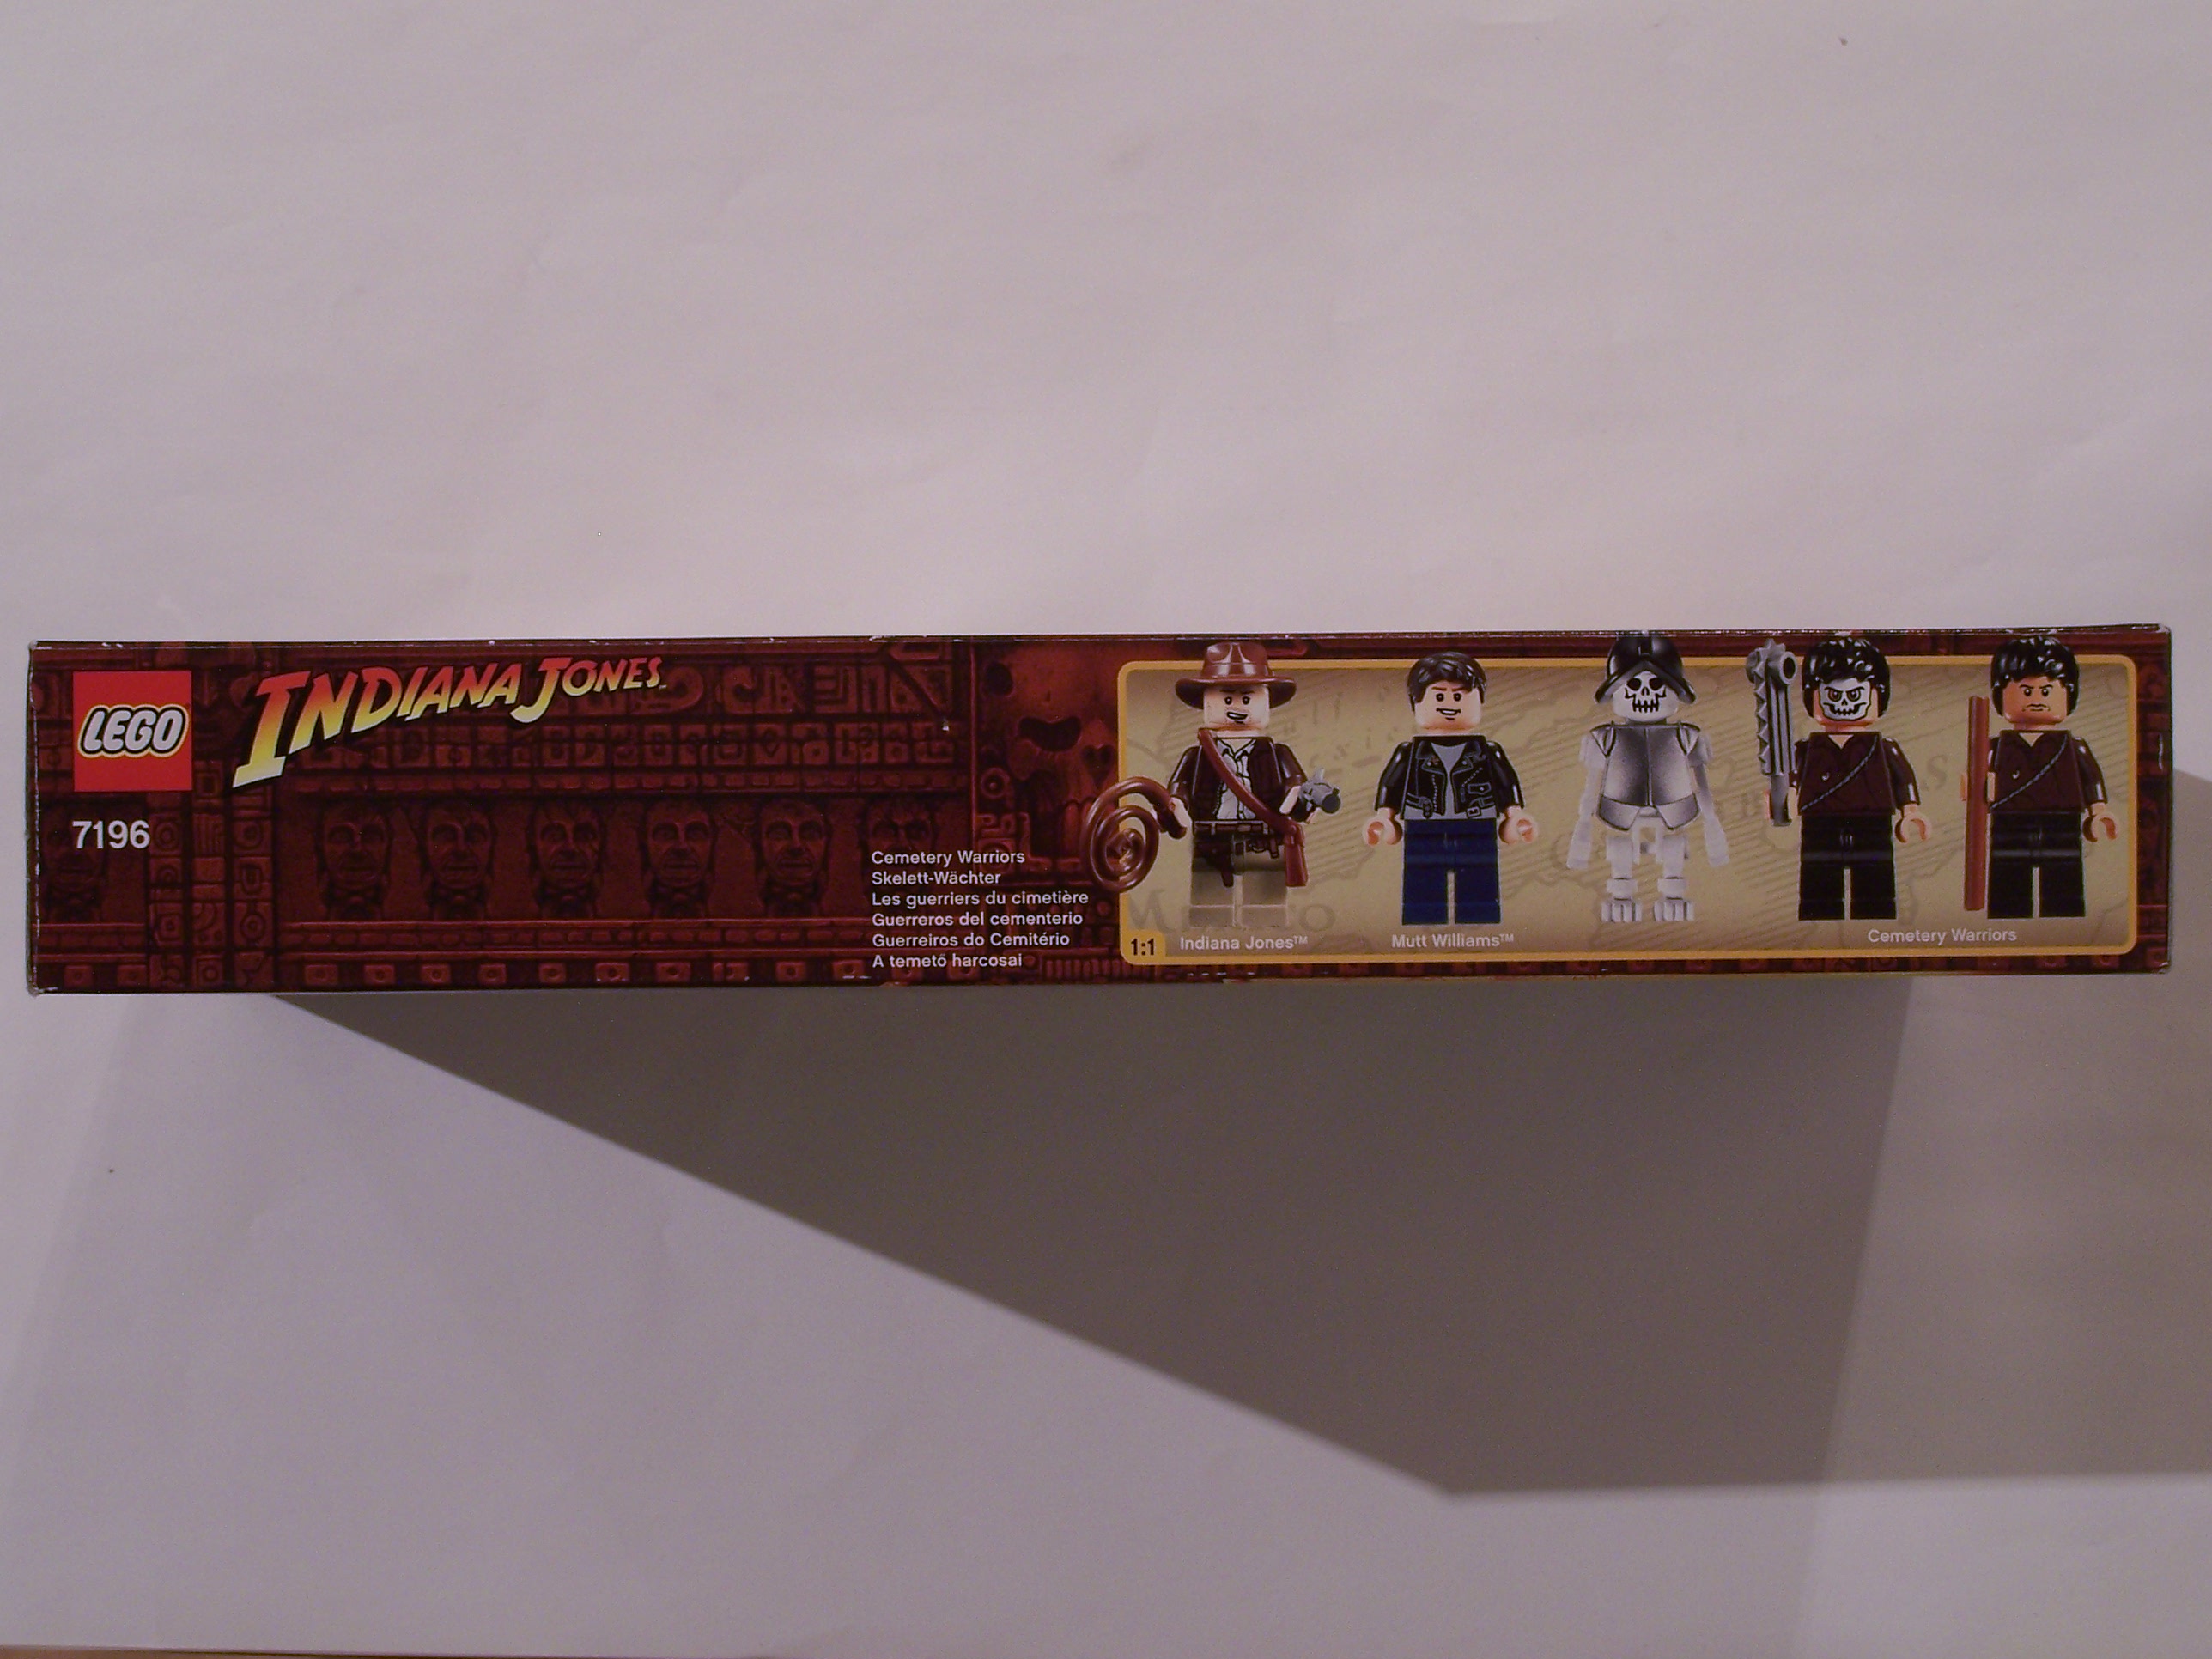 LEGO
INDIANA JONES™
7196
Cemetery Warriors
Skelett-Wächter
Les guerriers du cimetière
Guerreros del cementerio
Guerreiros do Cemitério
A temető harcosai
1:1
Indiana Jones™
Mutt Williams™
Cemetery Warriors